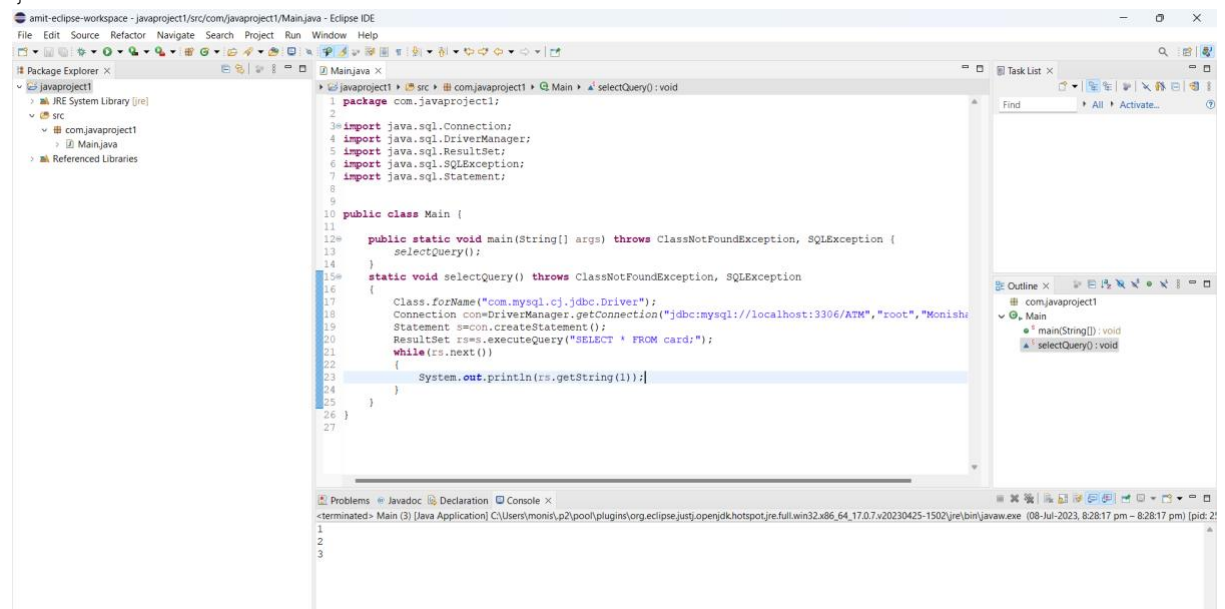 amit-eclipse-workspace - javaproject1/src/com/javaproject1/Main.java - Eclipse IDE
File Edit Source Refactor Navigate Search Project Run Window Help
Package Explorer
javaproject1
JRE System Library [jre]
src
com.javaproject1
Main.java
Referenced Libraries
Main.java
javaproject1 src com.javaproject1 Main selectQuery() : void
1 package com.javaproject1;
2
3 import java.sql.Connection;
4 import java.sql.DriverManager;
5 import java.sql.ResultSet;
6 import java.sql.SQLException;
7 import java.sql.Statement;
8
9
10 public class Main {
11
12 public static void main(String[] args) throws ClassNotFoundException, SQLException {
13 selectQuery();
14 }
15 static void selectQuery() throws ClassNotFoundException, SQLException
16 {
17 Class.forName("com.mysql.cj.jdbc.Driver");
18 Connection con=DriverManager.getConnection("jdbc:mysql://localhost:3306/ATM","root","Monisha
19 Statement s=con.createStatement();
20 ResultSet rs=s.executeQuery("SELECT * FROM card;");
21 while(rs.next())
22 {
23 System.out.println(rs.getString(1));
24 }
25 }
26 }
27
Task List
Find All Activate...
Outline
com.javaproject1
Main
main(String[]) : void
selectQuery() : void
Problems Javadoc Declaration Console
<terminated> Main (3) [Java Application] C:\Users\monis\.p2\pool\plugins\org.eclipse.justj.openjdk.hotspot.jre.full.win32.x86_64_17.0.7.v20230425-1502\jre\bin\javaw.exe (08-Jul-2023, 8:28:17 pm – 8:28:17 pm) [pid: 2
1
2
3